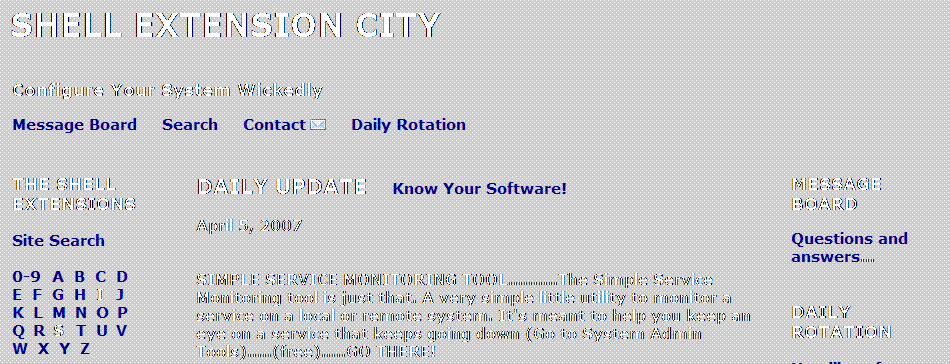 SHELL EXTENSION CITY
Configure Your System Wickedly
Message Board Search Contact Daily Rotation
THE SHELL
EXTENSIONS
Site Search
0-9 A B C D
E F G H I J
K L M N O P
Q R S T U V
W X Y Z
DAILY UPDATE Know Your Software!
April 5, 2007
SIMPLE SERVICE MONITORING TOOL................The Simple Service
Monitoring tool is just that. A very simple little utility to monitor a
service on a local or remote system. It's meant to help you keep an
eye on a service that keeps going down (Go to System Admin
Tools)........(free)........GO THERE!
MESSAGE
BOARD
Questions and
answers.....
DAILY
ROTATION